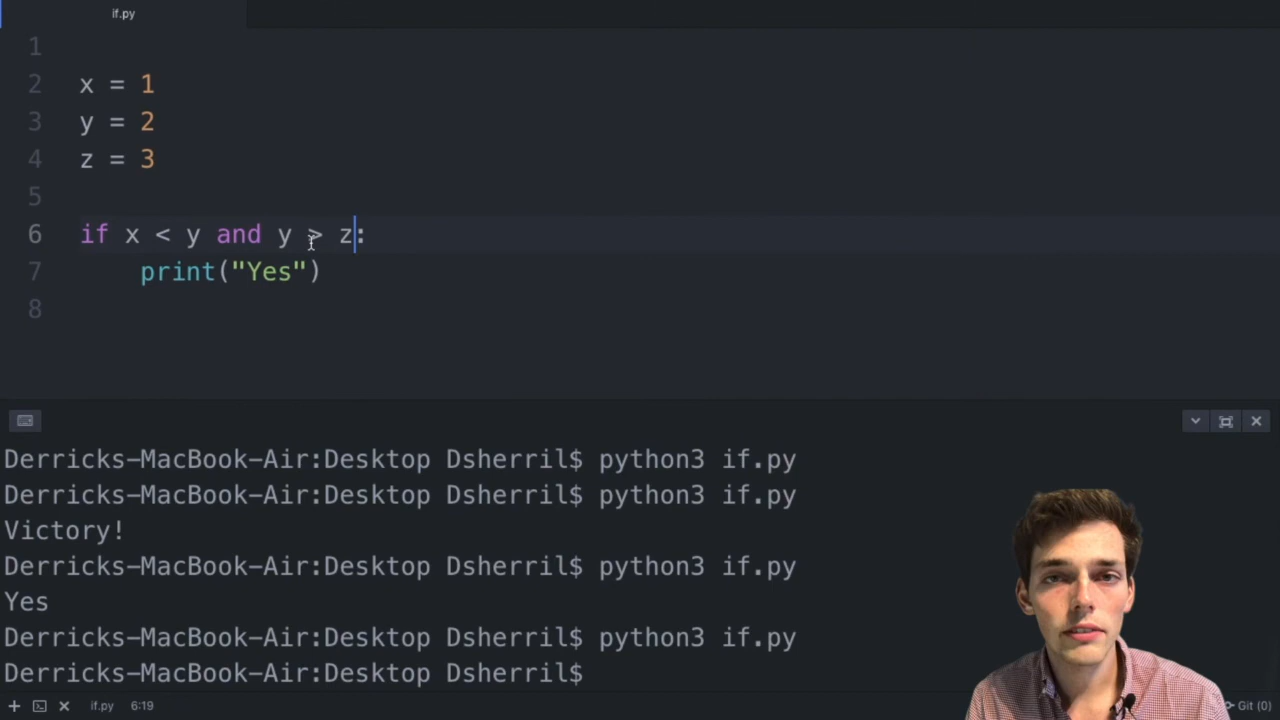 if.py
1
2 x = 1
3 y = 2
4 z = 3
5
6 if x < y and y > z:
7 print("Yes")
8
Derricks-MacBook-Air:Desktop Dsherril$ python3 if.py
Derricks-MacBook-Air:Desktop Dsherril$ python3 if.py
Victory!
Derricks-MacBook-Air:Desktop Dsherril$ python3 if.py
Yes
Derricks-MacBook-Air:Desktop Dsherril$ python3 if.py
Derricks-MacBook-Air:Desktop Dsherril$
if.py 6:19 Git (0)